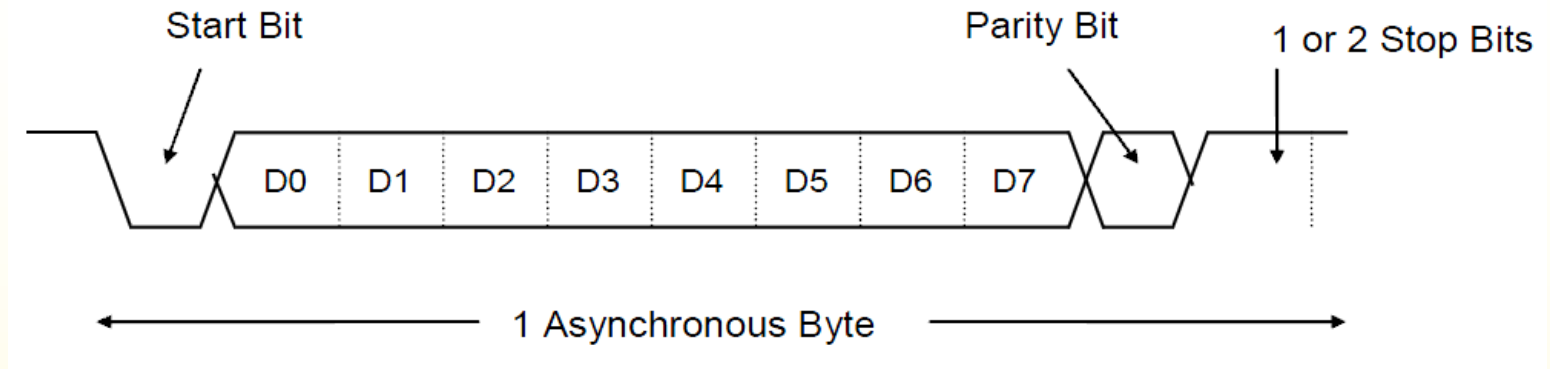 Start Bit
Parity Bit
1 or 2 Stop Bits
D0 D1 D2 D3 D4 D5 D6 D7
1 Asynchronous Byte